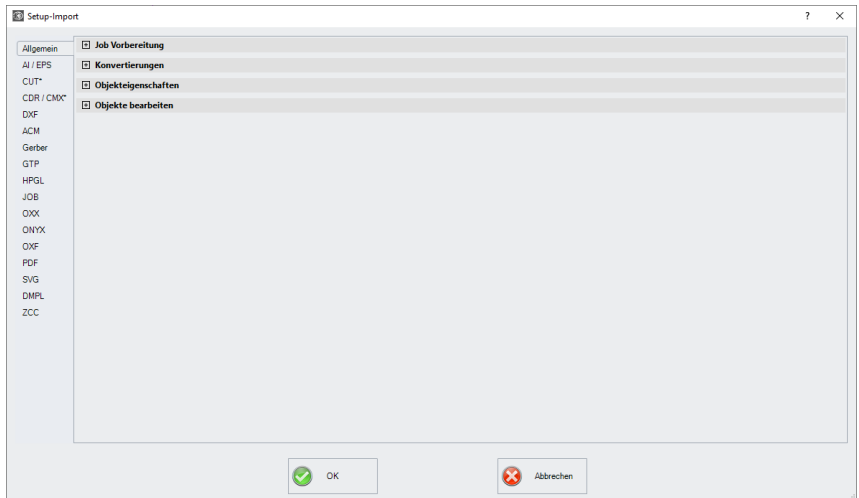 Setup-Import
Allgemein
AI / EPS
CUT*
CDR / CMX*
DXF
ACM
Gerber
GTP
HPGL
JOB
OXX
ONYX
OXF
PDF
SVG
DMPL
ZCC
Job Vorbereitung
Konvertierungen
Objekteigenschaften
Objekte bearbeiten
OK
Abbrechen